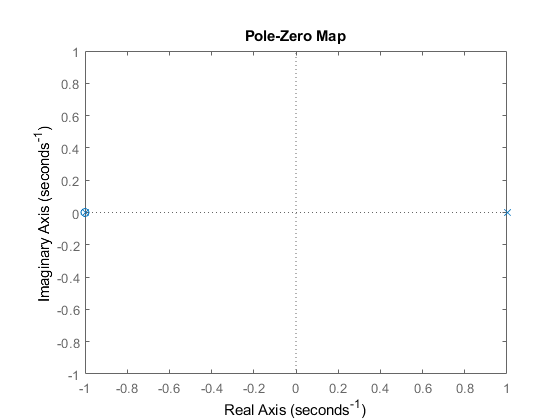 Pole-Zero Map
Imaginary Axis (seconds⁻¹)
1
0.8
0.6
0.4
0.2
0
-0.2
-0.4
-0.6
-0.8
-1
-1 -0.8 -0.6 -0.4 -0.2 0 0.2 0.4 0.6 0.8 1
Real Axis (seconds⁻¹)